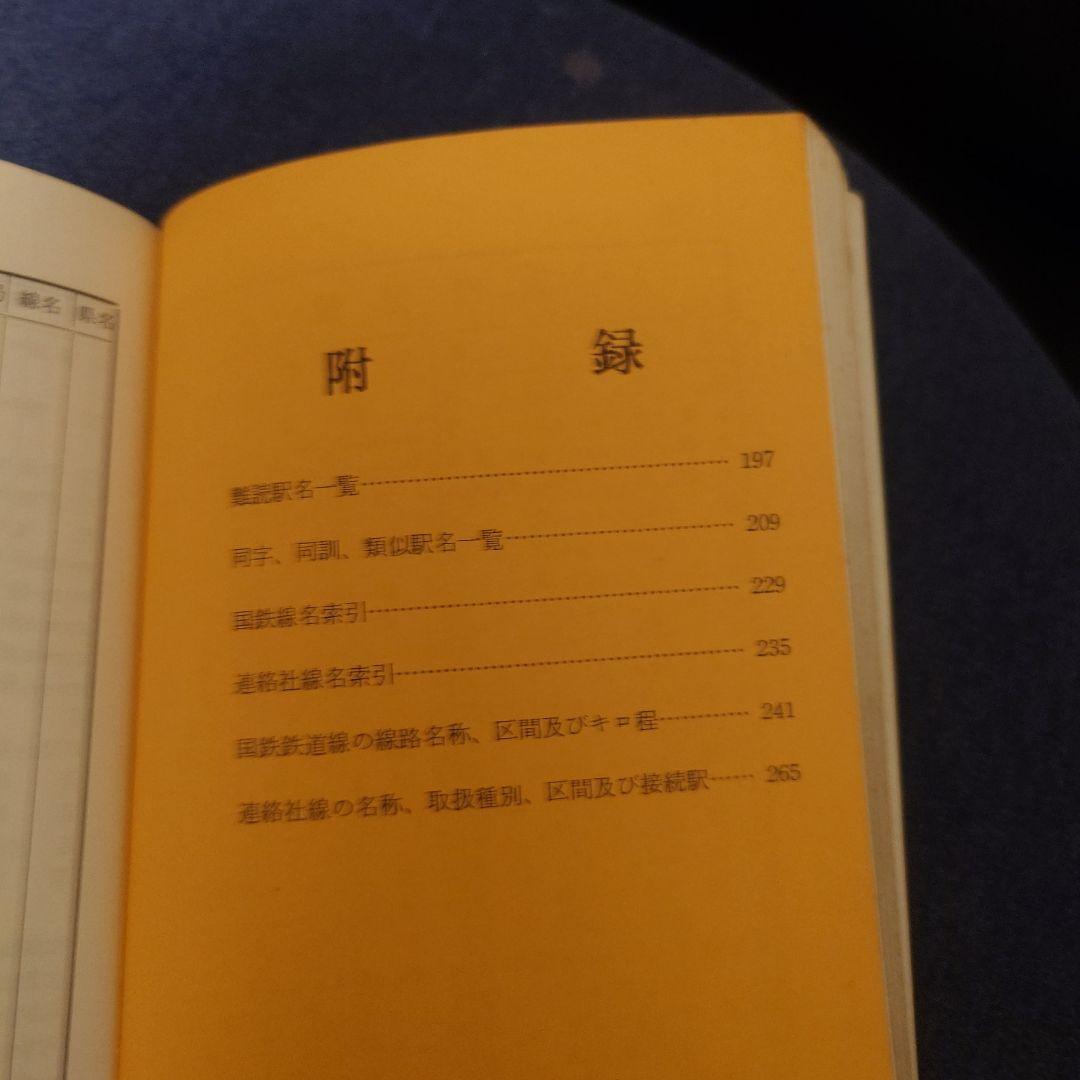 線名 県名
附 録
難読駅名一覧…………………………… 197
同字、同訓、類似駅名一覧………………… 209
国鉄線名索引…………………………… 229
連絡社線名索引………………………… 235
国鉄鉄道線の線路名称、区間及びキロ程………… 241
連絡社線の名称、取扱種別、区間及び接続駅…… 265